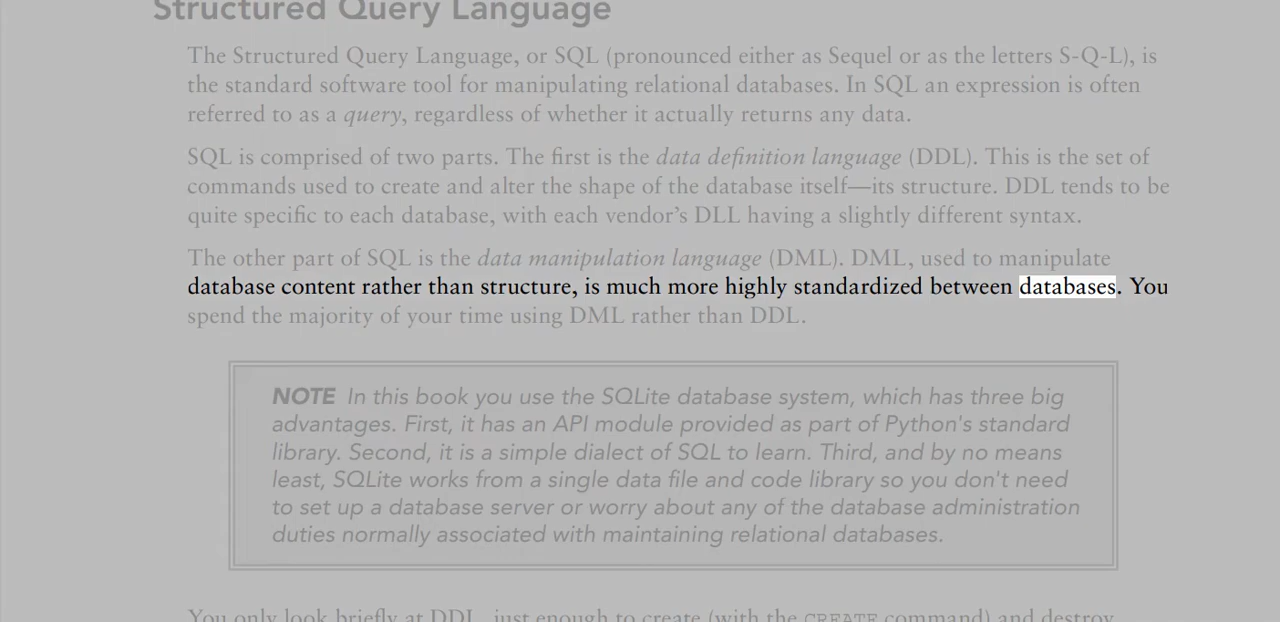 Structured Query Language
The Structured Query Language, or SQL (pronounced either as Sequel or as the letters S-Q-L), is
the standard software tool for manipulating relational databases. In SQL an expression is often
referred to as a query, regardless of whether it actually returns any data.
SQL is comprised of two parts. The first is the data definition language (DDL). This is the set of
commands used to create and alter the shape of the database itself—its structure. DDL tends to be
quite specific to each database, with each vendor's DLL having a slightly different syntax.
The other part of SQL is the data manipulation language (DML). DML, used to manipulate
database content rather than structure, is much more highly standardized between databases. You
spend the majority of your time using DML rather than DDL.
NOTE In this book you use the SQLite database system, which has three big
advantages. First, it has an API module provided as part of Python's standard
library. Second, it is a simple dialect of SQL to learn. Third, and by no means
least, SQLite works from a single data file and code library so you don't need
to set up a database server or worry about any of the database administration
duties normally associated with maintaining relational databases.
You only look briefly at DDL, just enough to create (with the CREATE command) and destroy